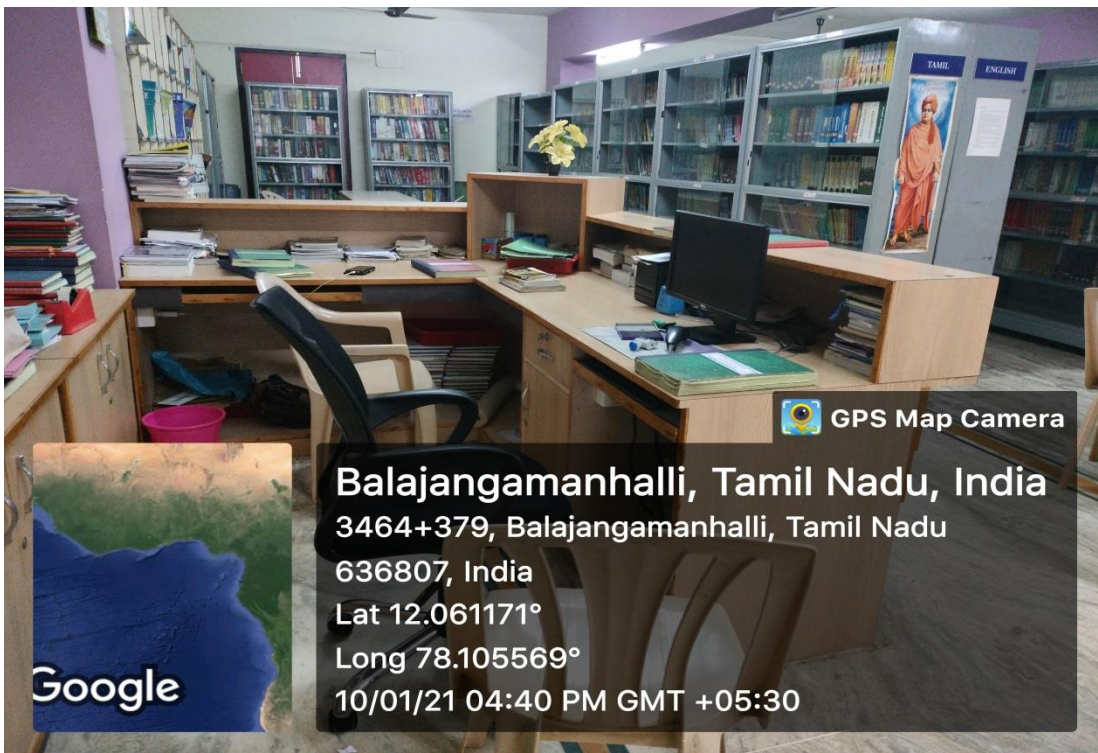 TAMIL
ENGLISH
GPS Map Camera
Balajangamanhalli, Tamil Nadu, India
3464+379, Balajangamanhalli, Tamil Nadu
636807, India
Lat 12.061171°
Long 78.105569°
10/01/21 04:40 PM GMT +05:30
Google